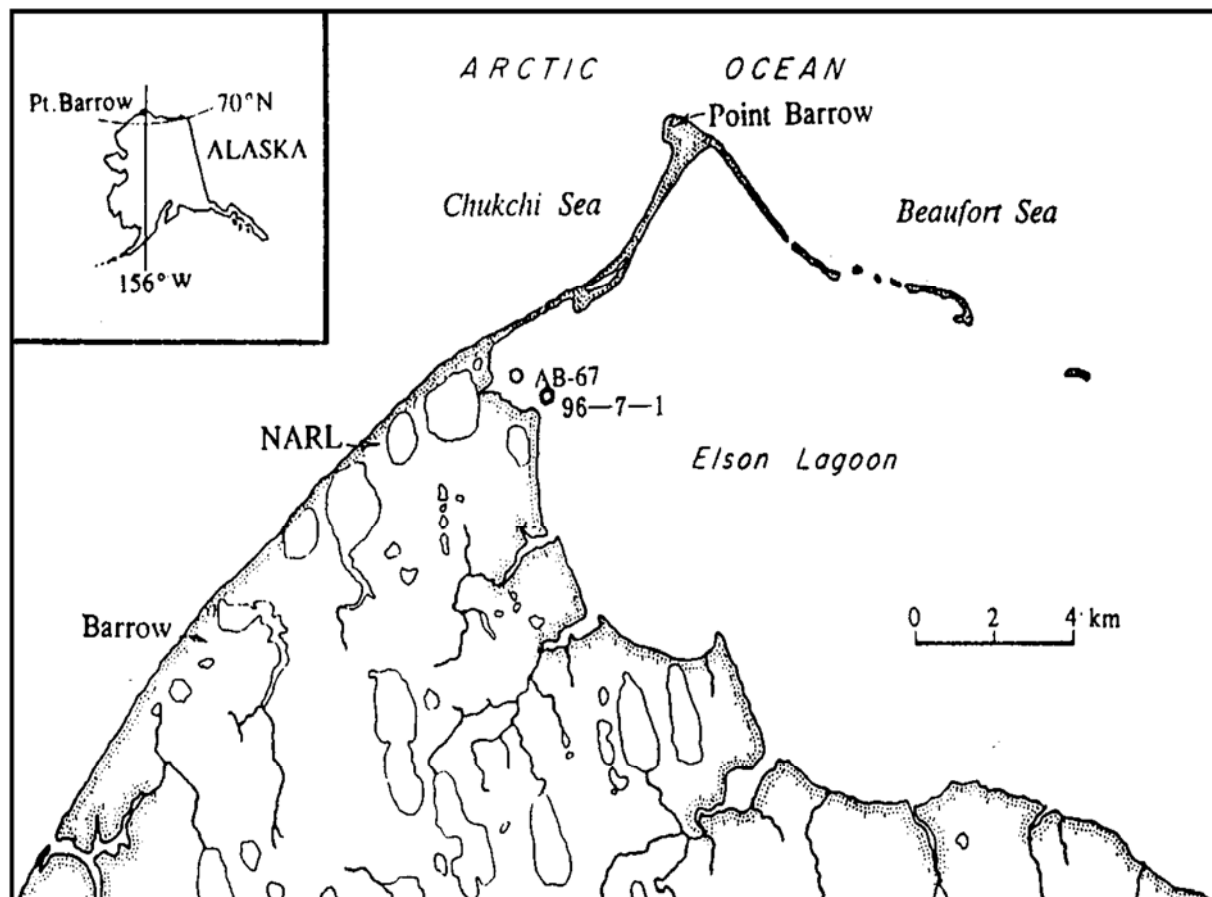 ARCTIC OCEAN
Pt. Barrow
70°N
ALASKA
156° W
Point Barrow
Chukchi Sea
Beaufort Sea
AB-67
96—7—1
NARL
Elson Lagoon
Barrow
0 2 4 km